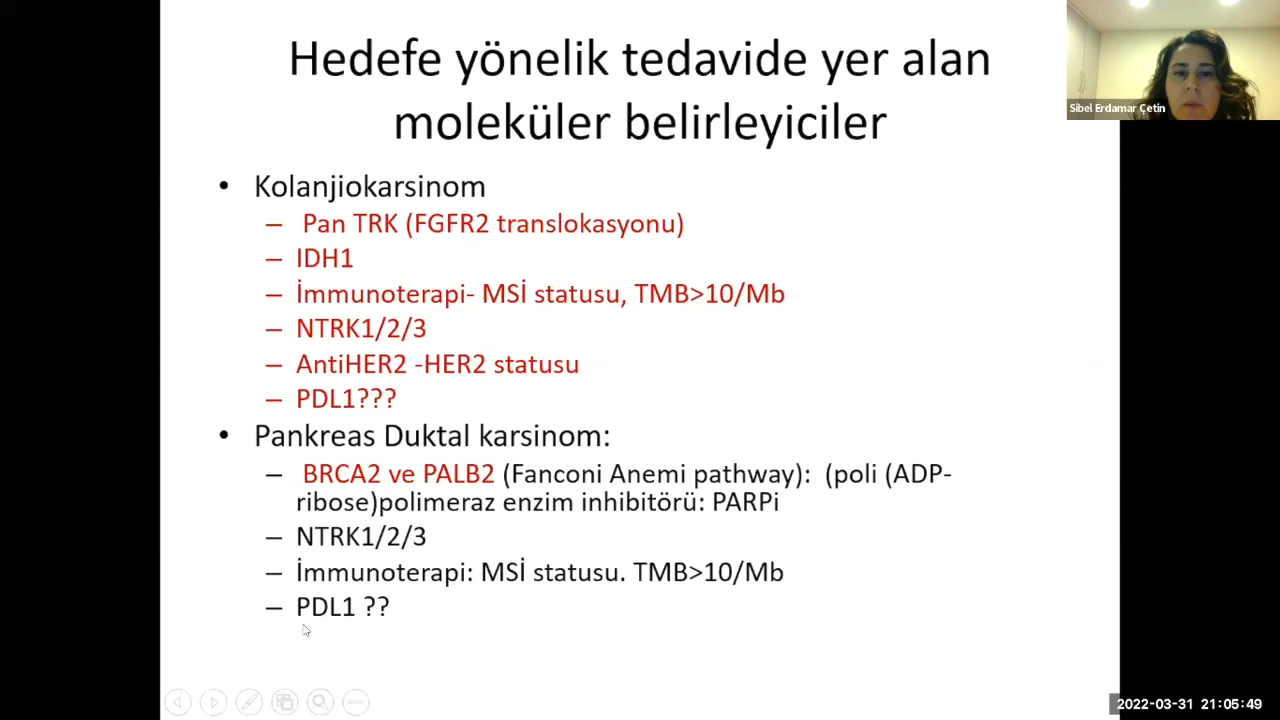 Hedefe yönelik tedavide yer alan
moleküler belirleyiciler
Sibel Erdamar Çetin
• Kolanjiokarsinom
– Pan TRK (FGFR2 translokasyonu)
– IDH1
– İmmunoterapi- MSİ statusu, TMB>10/Mb
– NTRK1/2/3
– AntiHER2 -HER2 statusu
– PDL1???
• Pankreas Duktal karsinom:
– BRCA2 ve PALB2 (Fanconi Anemi pathway): (poli (ADP-
ribose)polimeraz enzim inhibitörü: PARPi
– NTRK1/2/3
– İmmunoterapi: MSİ statusu. TMB>10/Mb
– PDL1 ??
2022-03-31 21:05:49